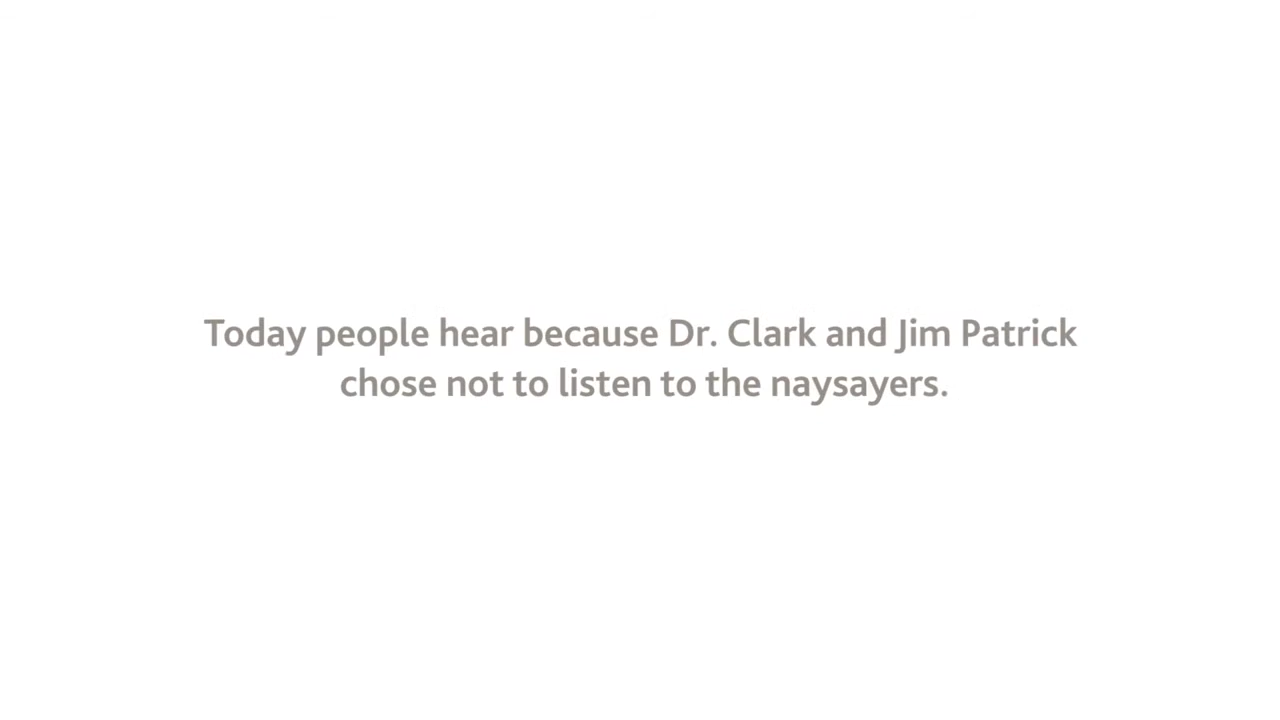 Today people hear because Dr. Clark and Jim Patrick
chose not to listen to the naysayers.